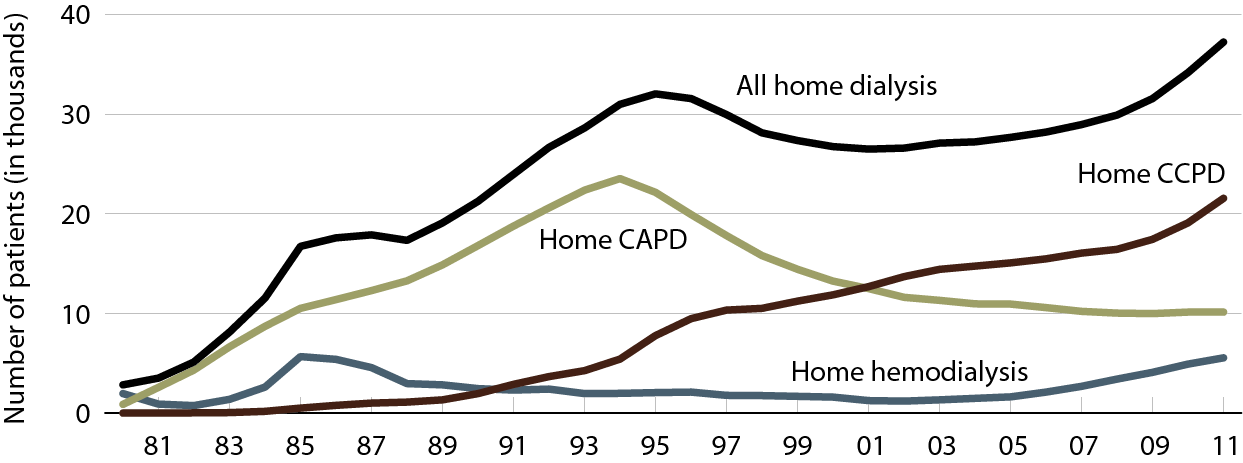 Number of patients (in thousands)
40
30
20
10
0
All home dialysis
Home CCPD
Home CAPD
Home hemodialysis
81 83 85 87 89 91 93 95 97 99 01 03 05 07 09 11